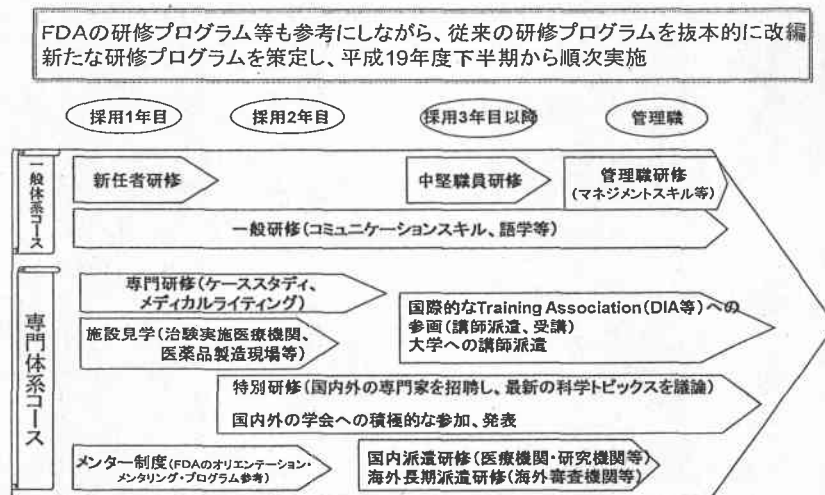 FDAの研修プログラム等も参考にしながら、従来の研修プログラムを抜本的に改編
新たな研修プログラムを策定し、平成19年度下半期から順次実施
採用1年目
採用2年目
採用3年目以降
管理職
一般体系コース
新任者研修
中堅職員研修
管理職研修
(マネジメントスキル等)
一般研修(コミュニケーションスキル、語学等)
専門体系コース
専門研修(ケーススタディ、
メディカルライティング)
施設見学(治験実施医療機関、
医薬品製造現場等)
国際的なTraining Association(DIA等)への
参画(講師派遣、受講)
大学への講師派遣
特別研修(国内外の専門家を招聘し、最新の科学トピックスを議論)
国内外の学会への積極的な参加、発表
メンター制度(FDAのオリエンテーション・
メンタリング・プログラム参考)
国内派遣研修(医療機関・研究機関等)
海外長期派遣研修(海外審査機関等)